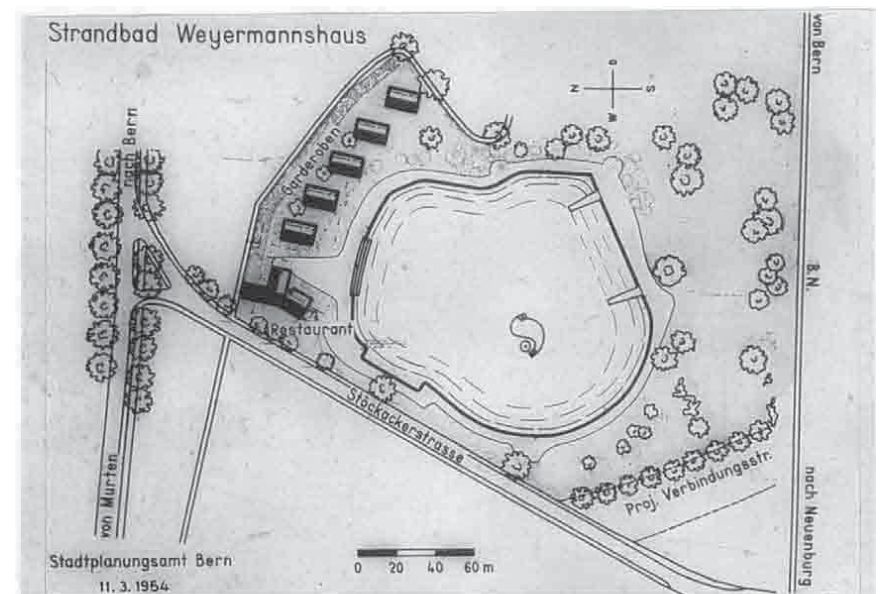 Strandbad Weyermannshaus
nach Bern
von Bern
O
N
S
W
Garderoben
B.N.
Restaurant
Stöckackerstrasse
von Murten
Proj. Verbindungsstr.
nach Neuenburg
Stadtplanungsamt Bern
11.3.1954
0 20 40 60 m